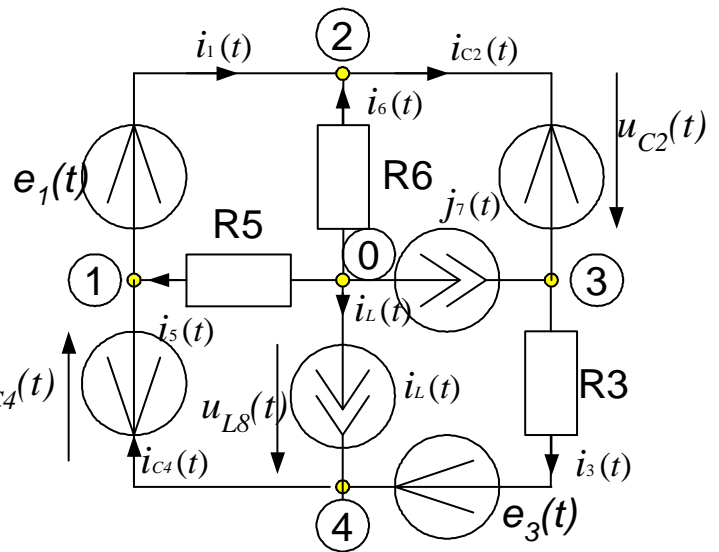 i1(t)
2
iC2(t)
i6(t)
uC2(t)
e1(t)
R6
j7(t)
R5
0
1
3
i5(t)
iL(t)
C4(t)
uL8(t)
iL(t)
R3
iC4(t)
i3(t)
e3(t)
4